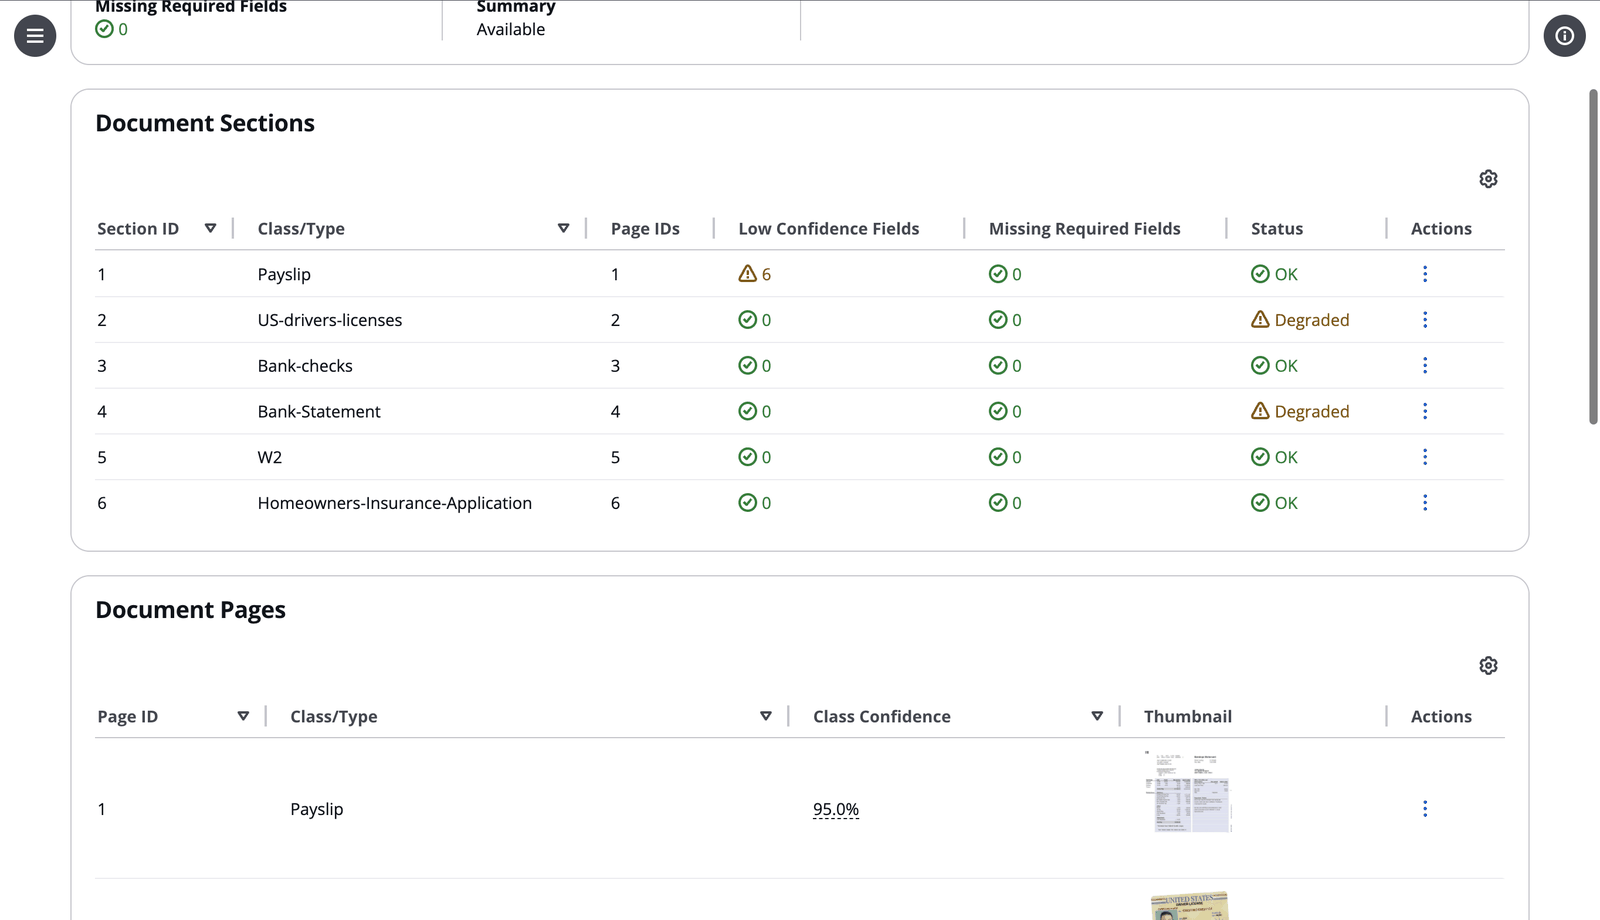 Missing Required Fields Summary
0 Available
Document Sections
Section ID Class/Type Page IDs Low Confidence Fields Missing Required Fields Status Actions
1 Payslip 1 6 0 OK
2 US-drivers-licenses 2 0 0 Degraded
3 Bank-checks 3 0 0 OK
4 Bank-Statement 4 0 0 Degraded
5 W2 5 0 0 OK
6 Homeowners-Insurance-Application 6 0 0 OK
Document Pages
Page ID Class/Type Class Confidence Thumbnail Actions
1 Payslip 95.0%
UNITED STATES